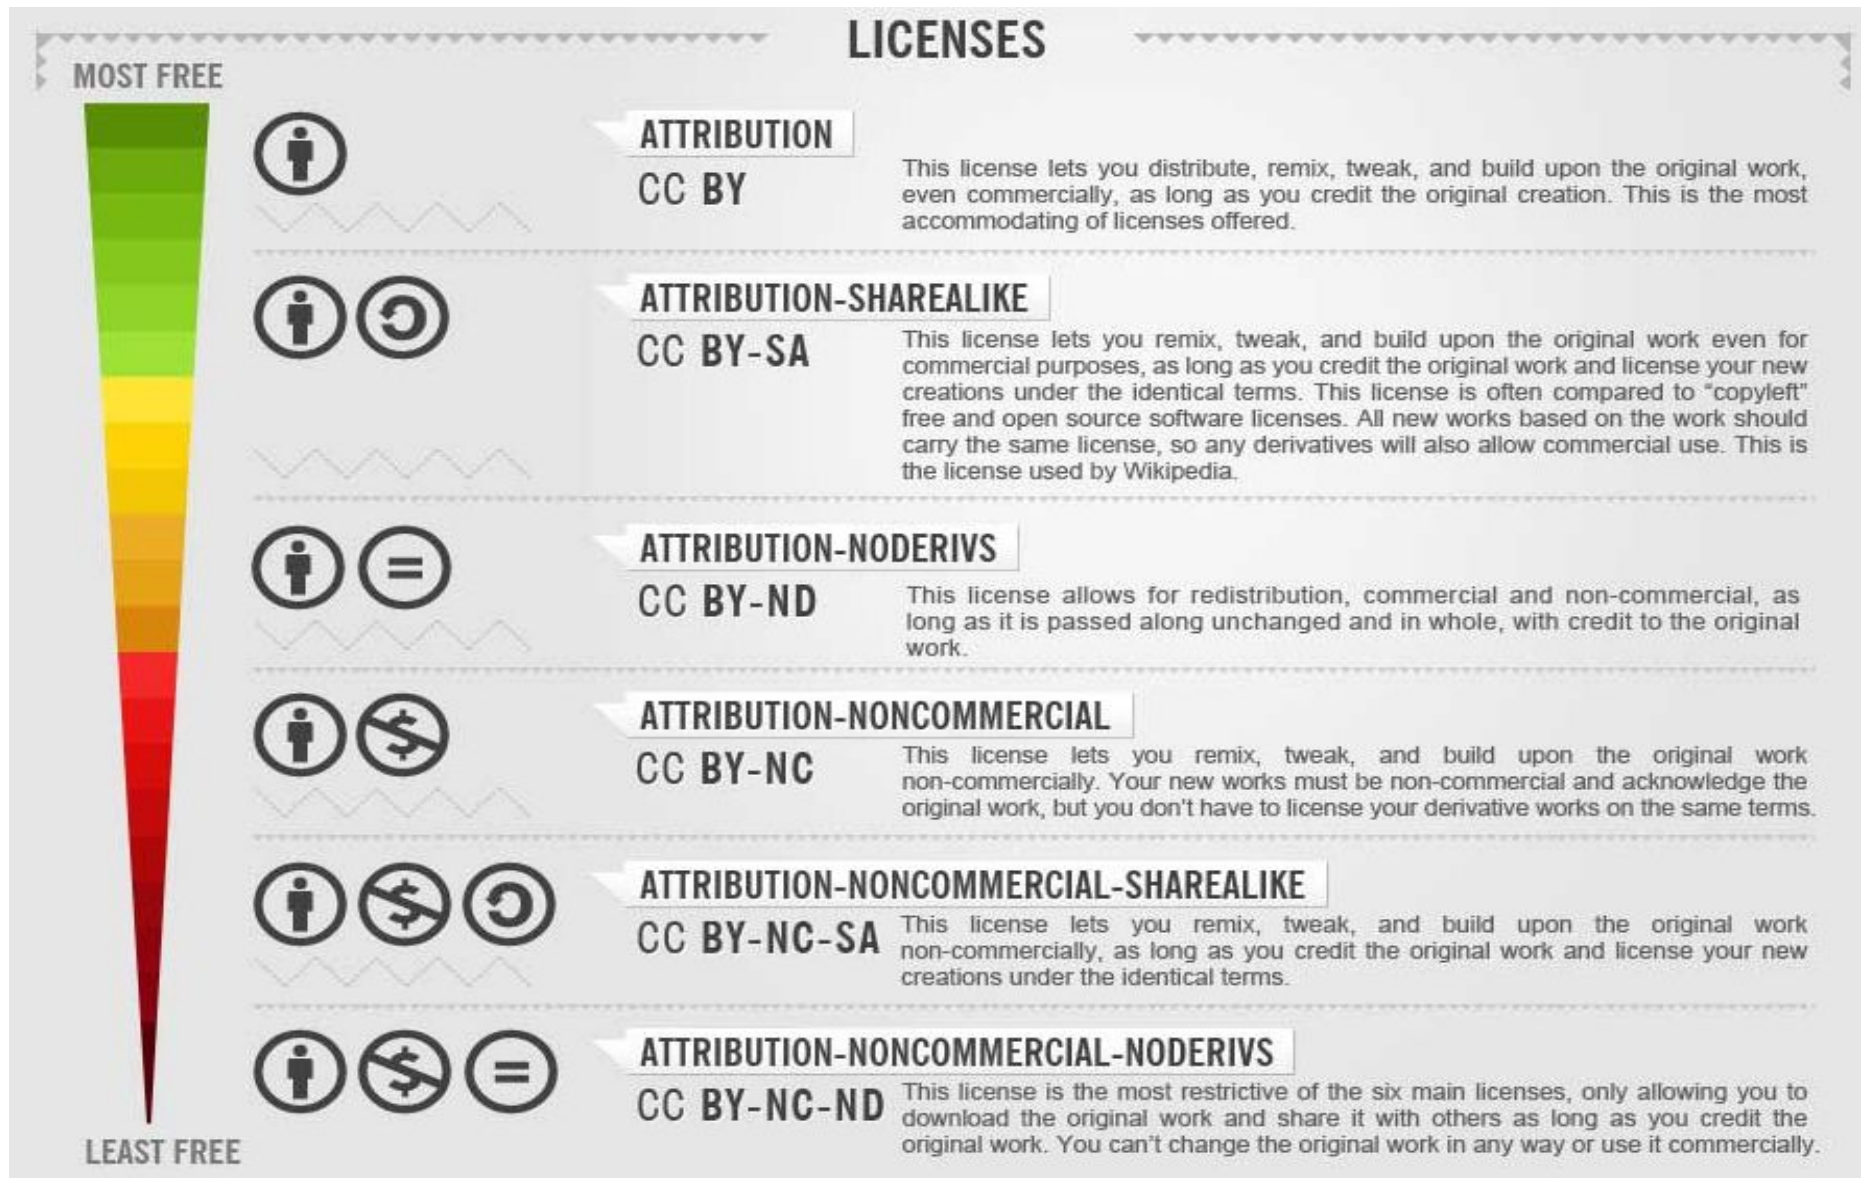 LICENSES
MOST FREE
ATTRIBUTION
CC BY
This license lets you distribute, remix, tweak, and build upon the original work,
even commercially, as long as you credit the original creation. This is the most
accommodating of licenses offered.
ATTRIBUTION-SHAREALIKE
CC BY-SA
This license lets you remix, tweak, and build upon the original work even for
commercial purposes, as long as you credit the original work and license your new
creations under the identical terms. This license is often compared to “copyleft”
free and open source software licenses. All new works based on the work should
carry the same license, so any derivatives will also allow commercial use. This is
the license used by Wikipedia.
ATTRIBUTION-NODERIVS
CC BY-ND
This license allows for redistribution, commercial and non-commercial, as
long as it is passed along unchanged and in whole, with credit to the original
work.
ATTRIBUTION-NONCOMMERCIAL
CC BY-NC
This license lets you remix, tweak, and build upon the original work
non-commercially. Your new works must be non-commercial and acknowledge the
original work, but you don't have to license your derivative works on the same terms.
ATTRIBUTION-NONCOMMERCIAL-SHAREALIKE
CC BY-NC-SA
This license lets you remix, tweak, and build upon the original work
non-commercially, as long as you credit the original work and license your new
creations under the identical terms.
ATTRIBUTION-NONCOMMERCIAL-NODERIVS
CC BY-NC-ND
This license is the most restrictive of the six main licenses, only allowing you to
download the original work and share it with others as long as you credit the
original work. You can't change the original work in any way or use it commercially.
LEAST FREE